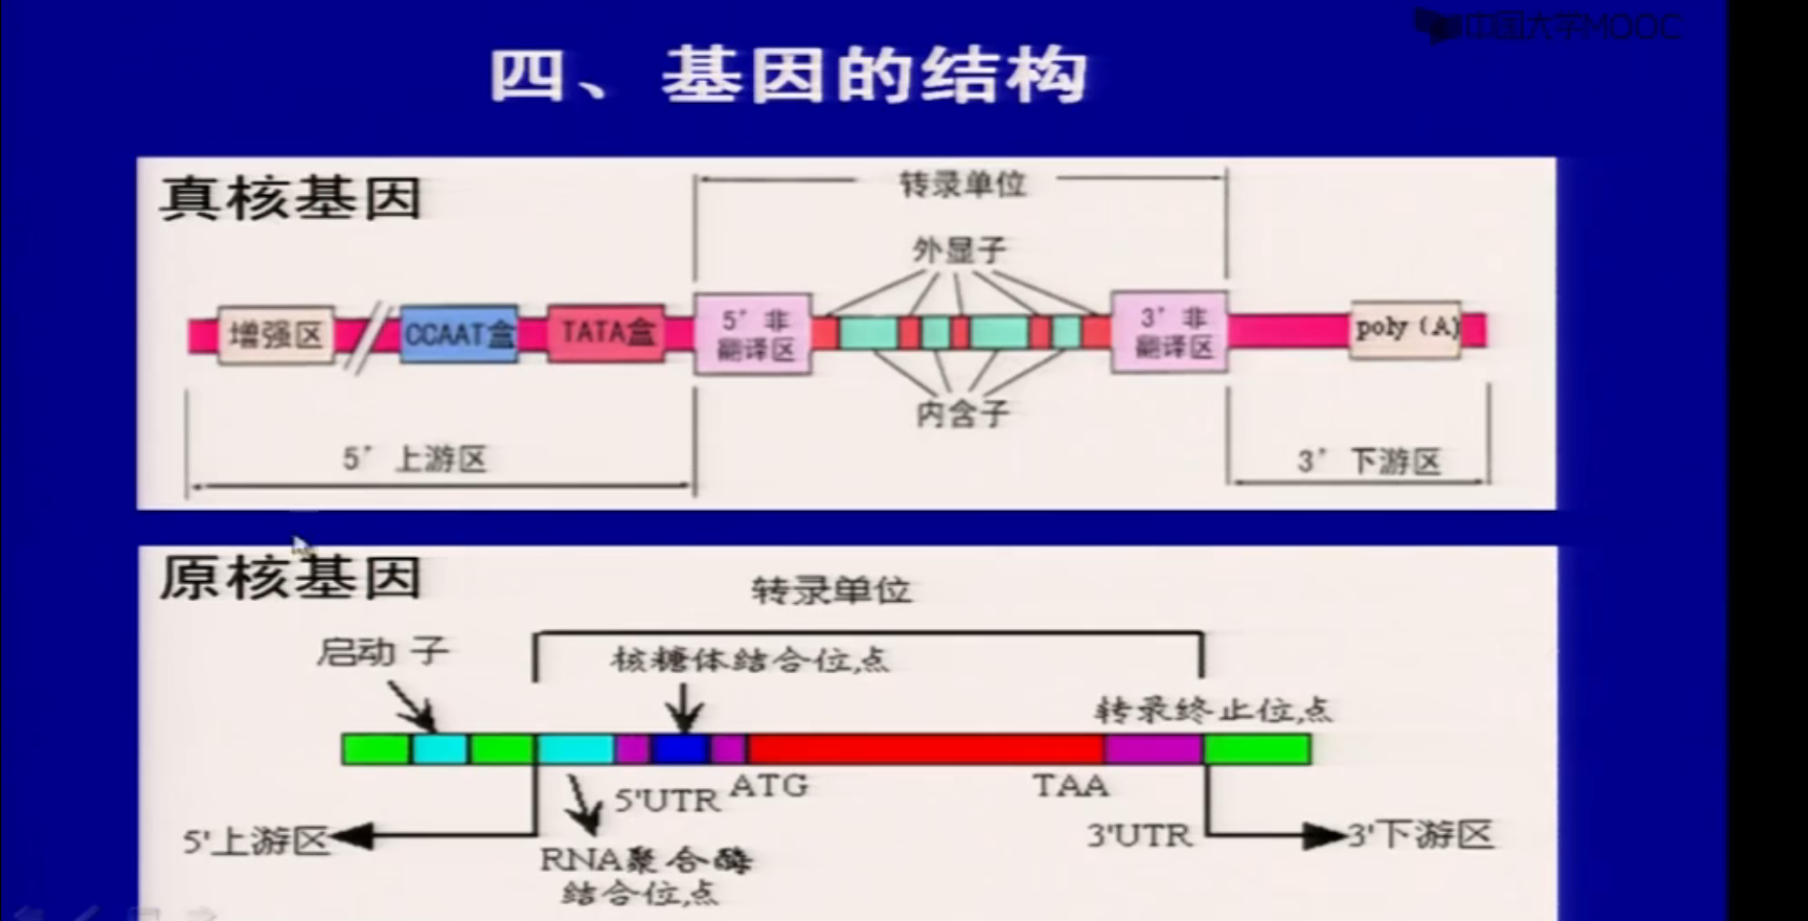 中国大学MOOC
四、基因的结构
真核基因
转录单位
外显子
增强区
CCAAT盒
TATA盒
5’非
翻译区
3’非
翻译区
poly (A)
内含子
5’上游区
3’下游区
原核基因
转录单位
启动 子
核糖体结合位点
转录终止位点
5'UTR
ATG
TAA
5'上游区
3'UTR
3'下游区
RNA聚合酶
结合位点